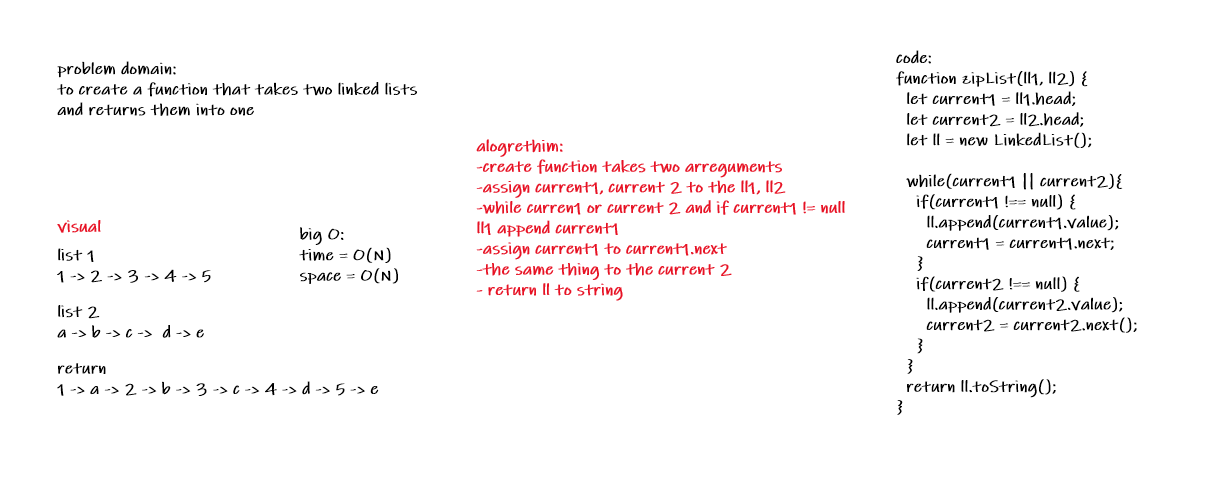 problem domain:
to create a function that takes two linked lists
and returns them into one
visual
list 1
1 -> 2 -> 3 -> 4 -> 5
list 2
a -> b -> c -> d -> e
return
1 -> a -> 2 -> b -> 3 -> c -> 4 -> d -> 5 -> e
big O:
time = O(N)
space = O(N)
alogrethim:
-create function takes two arreguments
-assign current1, current 2 to the ll1, ll2
-while curren1 or current 2 and if current1 != null
ll1 append current1
-assign current1 to current1.next
-the same thing to the current 2
- return ll to string
code:
function zipList(ll1, ll2) {
let current1 = ll1.head;
let current2 = ll2.head;
let ll = new LinkedList();
while(current1 || current2){
if(current1 !== null) {
ll.append(current1.value);
current1 = current1.next;
}
if(current2 !== null) {
ll.append(current2.value);
current2 = current2.next();
}
}
return ll.toString();
}